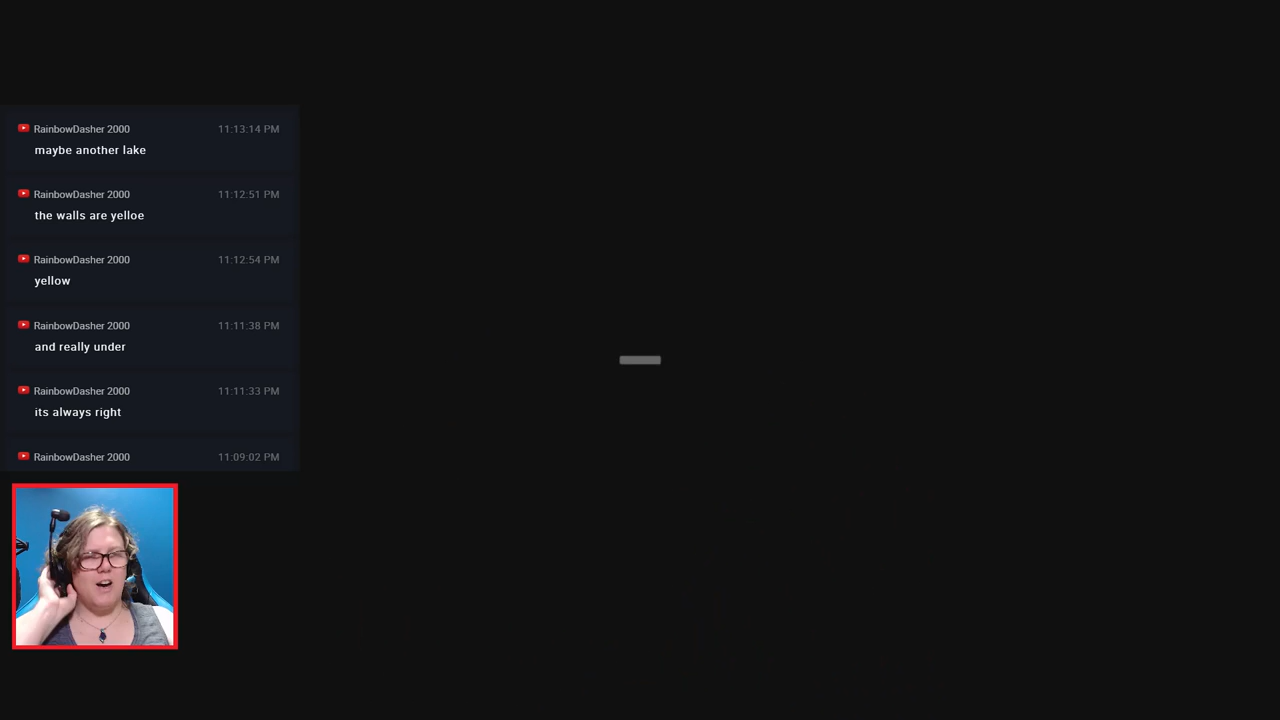 RainbowDasher 2000 11:13:14 PM
maybe another lake
RainbowDasher 2000 11:12:51 PM
the walls are yelloe
RainbowDasher 2000 11:12:54 PM
yellow
RainbowDasher 2000 11:11:38 PM
and really under
RainbowDasher 2000 11:11:33 PM
its always right
RainbowDasher 2000 11:09:02 PM